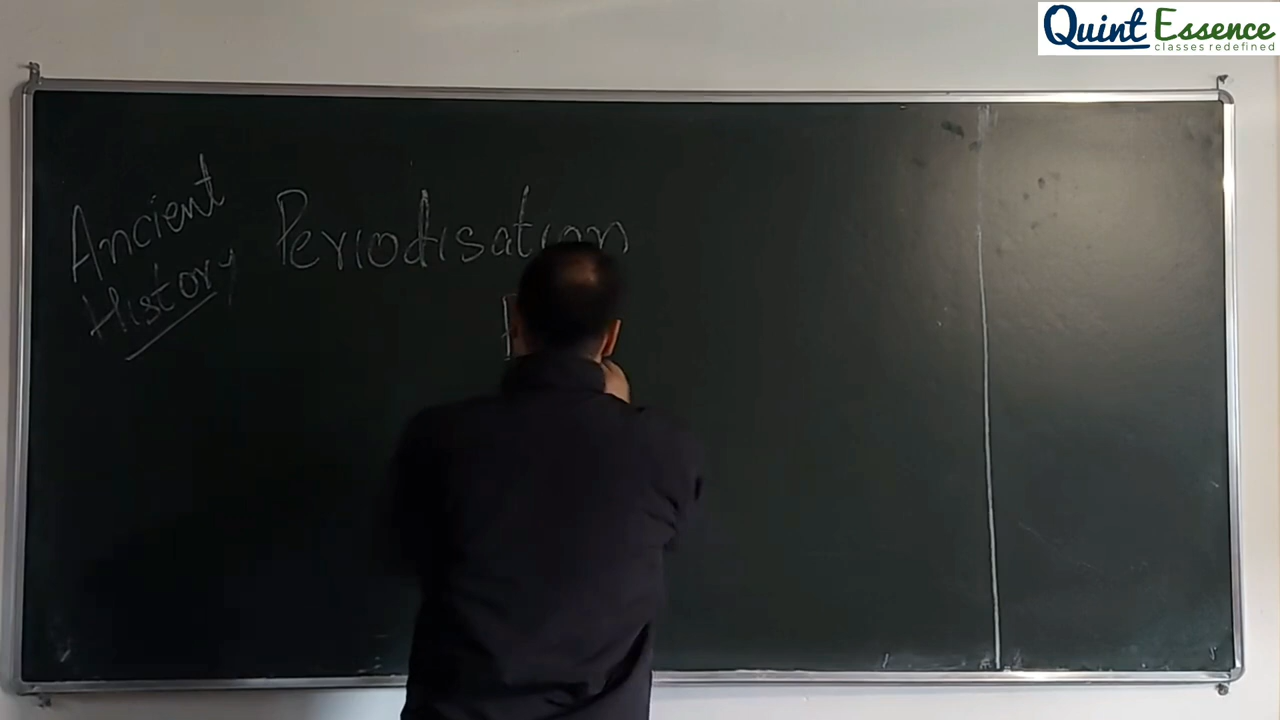 Quint Essence
classes redefined
Ancient
History
Periodisation